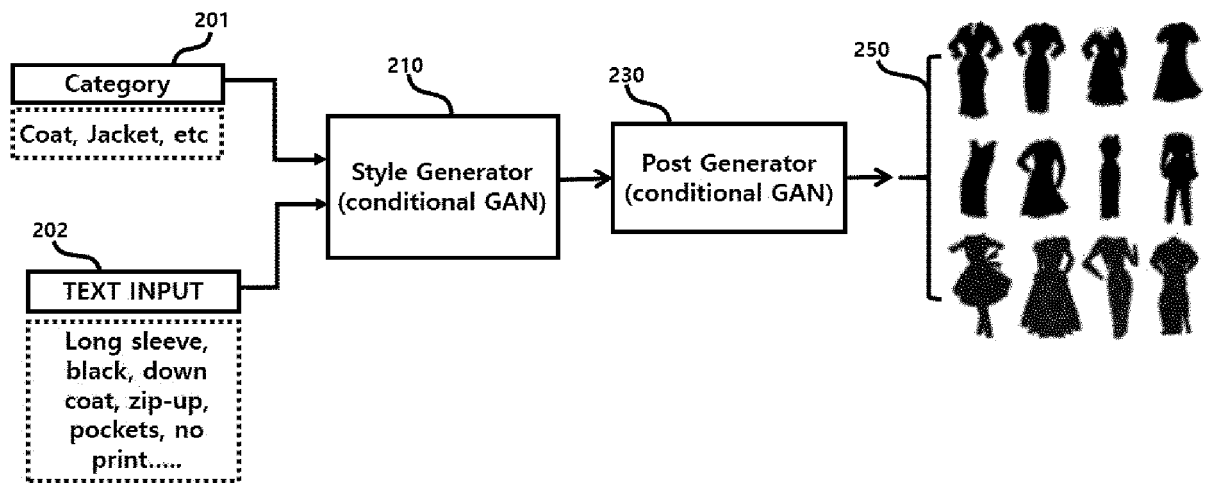 201
Category
Coat, Jacket, etc
202
TEXT INPUT
Long sleeve,
black, down
coat, zip-up,
pockets, no
print.....
210
Style Generator
(conditional GAN)
230
Post Generator
(conditional GAN)
250